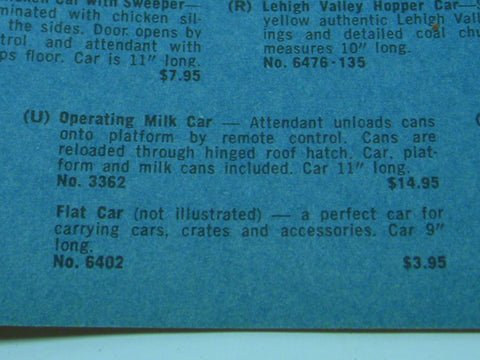 Car with Sweeper—
minated with chicken sil-
the sides. Door opens by
trol, and attendant with
ps floor. Car is 11" long.
$7.95
(R) Lehigh Valley Hopper Car—
yellow authentic Lehigh Vall
ings and detailed coal chu
measures 10" long.
No. 6476-135
(U) Operating Milk Car — Attendant unloads cans
onto platform by remote control. Cans are
reloaded through hinged roof hatch. Car, plat-
form and milk cans included. Car 11" long.
No. 3362 $14.95
Flat Car (not illustrated) — a perfect car for
carrying cars, crates and accessories. Car 9"
long.
No. 6402 $3.95